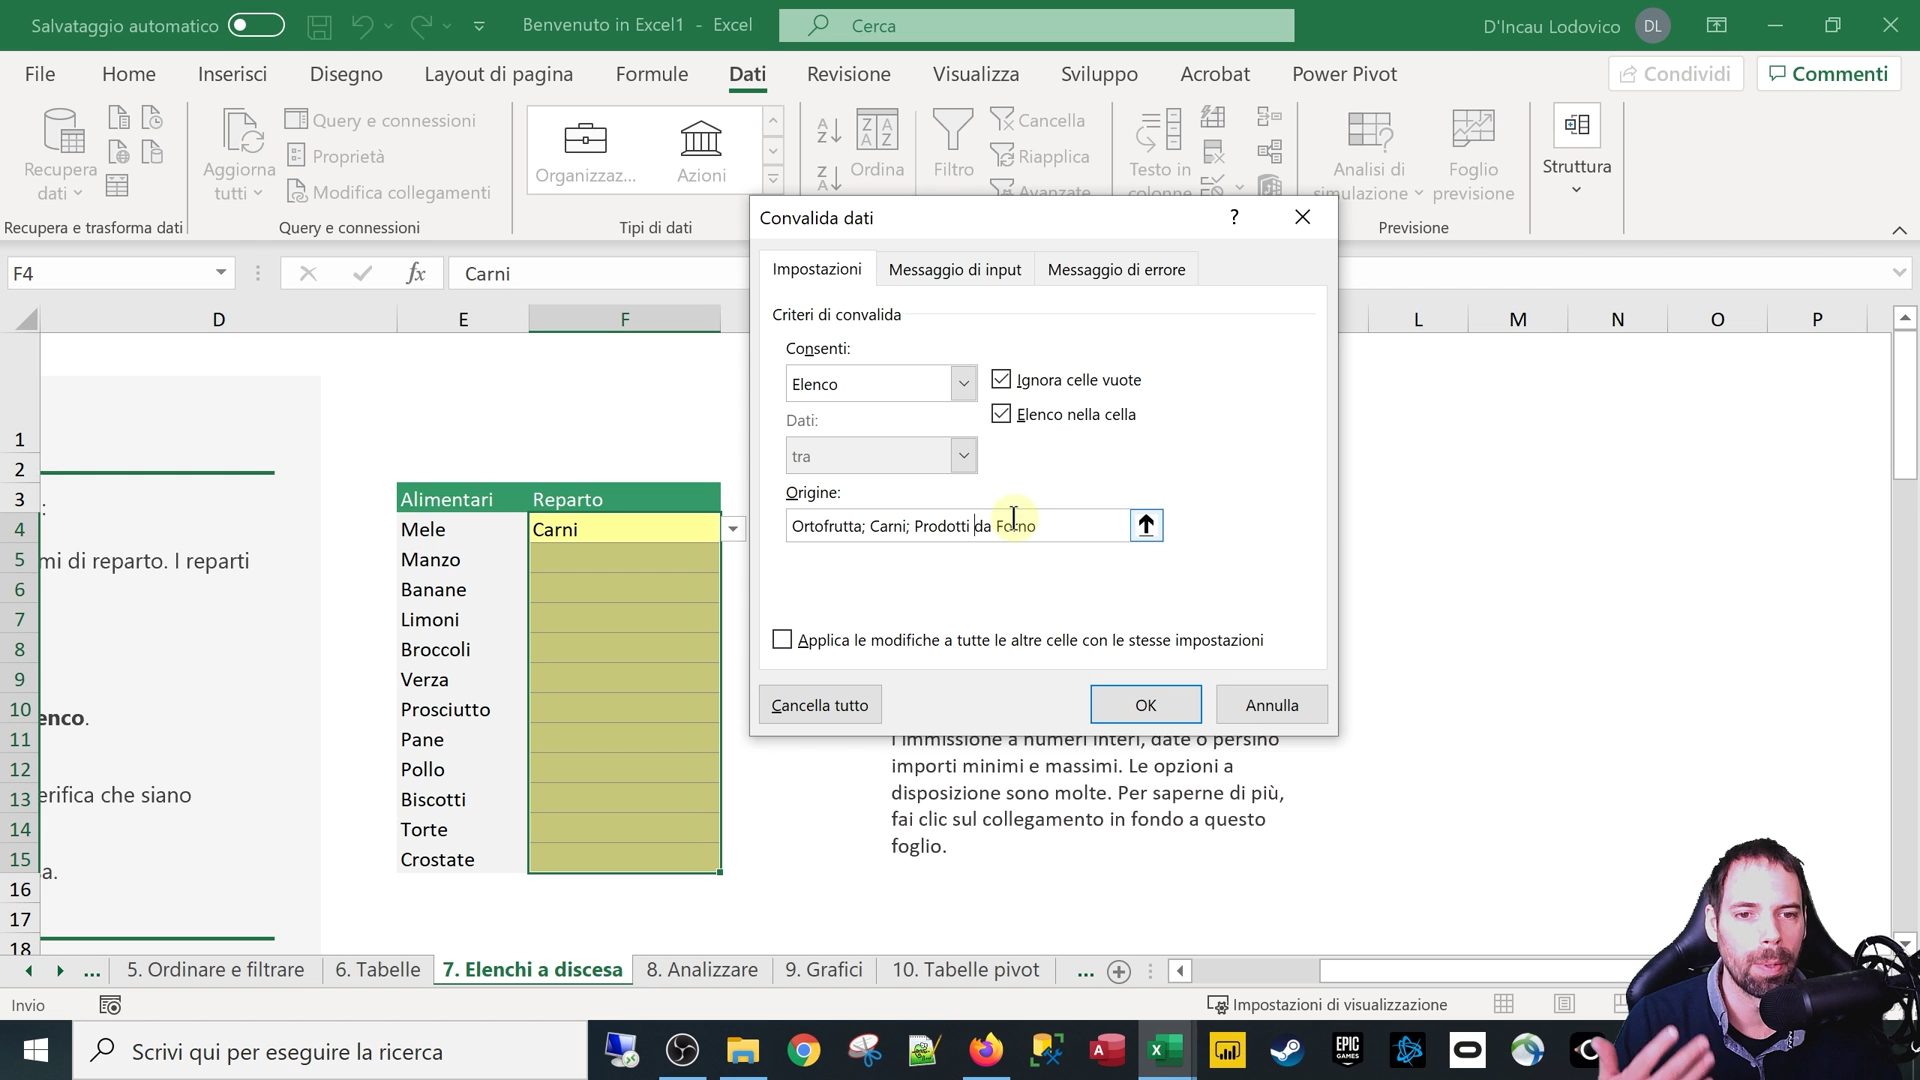 Salvataggio automatico
Benvenuto in Excel1 - Excel
Cerca
D'Incau Lodovico
DL
File Home Inserisci Disegno Layout di pagina Formule Dati Revisione Visualizza Sviluppo Acrobat Power Pivot
Condividi
Commenti
Recupera dati
Recupera e trasforma dati
Aggiorna tutti
Query e connessioni
Proprietà
Modifica collegamenti
Query e connessioni
Organizzaz...
Azioni
Tipi di dati
Ordina
Filtro
Cancella
Riapplica
Avanzate
Testo in colonne
Analisi di simulazione
Foglio previsione
Previsione
Struttura
F4
fx
Carni
D E F L M N O P
Convalida dati
?
Impostazioni
Messaggio di input
Messaggio di errore
Criteri di convalida
Consenti:
Elenco
Ignora celle vuote
Elenco nella cella
Dati:
tra
Origine:
Ortofrutta; Carni; Prodotti da Forno
Applica le modifiche a tutte le altre celle con le stesse impostazioni
Cancella tutto
OK
Annulla
1
2
3 : Alimentari Reparto
4 Mele Carni
5 mi di reparto. I reparti Manzo
6 Banane
7 Limoni
8 Broccoli
9 Verza
10 enco. Prosciutto
11 Pane
12 Pollo
13 erifica che siano Biscotti
14 Torte
15 Crostate
16 a.
17
18
l'immissione a numeri interi, date o persino
importi minimi e massimi. Le opzioni a
disposizione sono molte. Per saperne di più,
fai clic sul collegamento in fondo a questo
foglio.
... 5. Ordinare e filtrare 6. Tabelle 7. Elenchi a discesa 8. Analizzare 9. Grafici 10. Tabelle pivot ...
Invio
Impostazioni di visualizzazione
Scrivi qui per eseguire la ricerca
EPIC GAMES